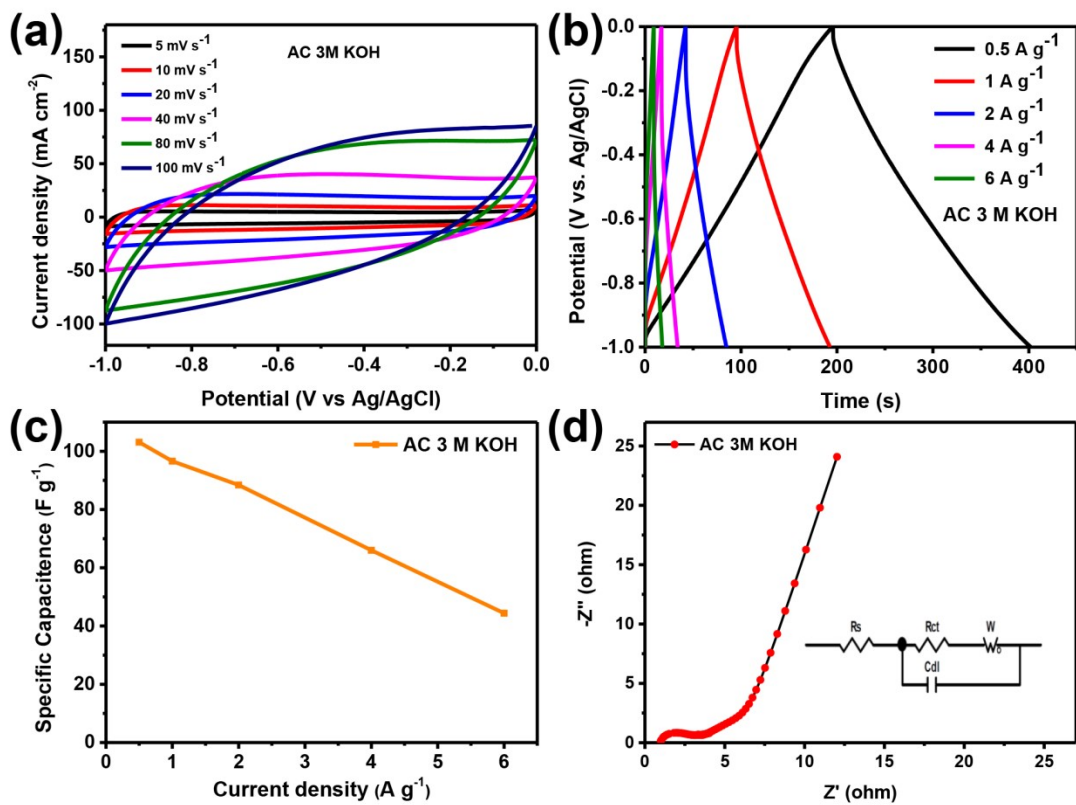 (a)
AC 3M KOH
5 mV s⁻¹
10 mV s⁻¹
20 mV s⁻¹
40 mV s⁻¹
80 mV s⁻¹
100 mV s⁻¹
Current density (mA cm⁻²)
150
100
50
0
-50
-100
-1.0 -0.8 -0.6 -0.4 -0.2 0.0
Potential (V vs Ag/AgCl)
(b)
0.5 A g⁻¹
1 A g⁻¹
2 A g⁻¹
4 A g⁻¹
6 A g⁻¹
AC 3 M KOH
Potential (V vs. Ag/AgCl)
0.0
-0.2
-0.4
-0.6
-0.8
-1.0
0 100 200 300 400
Time (s)
(c)
AC 3 M KOH
Specific Capacitence (F g⁻¹)
100
80
60
40
20
0
0 1 2 3 4 5 6
Current density (A g⁻¹)
(d)
AC 3M KOH
-Z'' (ohm)
25
20
15
10
5
0
Rs Rct W
o
Cdl
0 5 10 15 20 25
Z' (ohm)